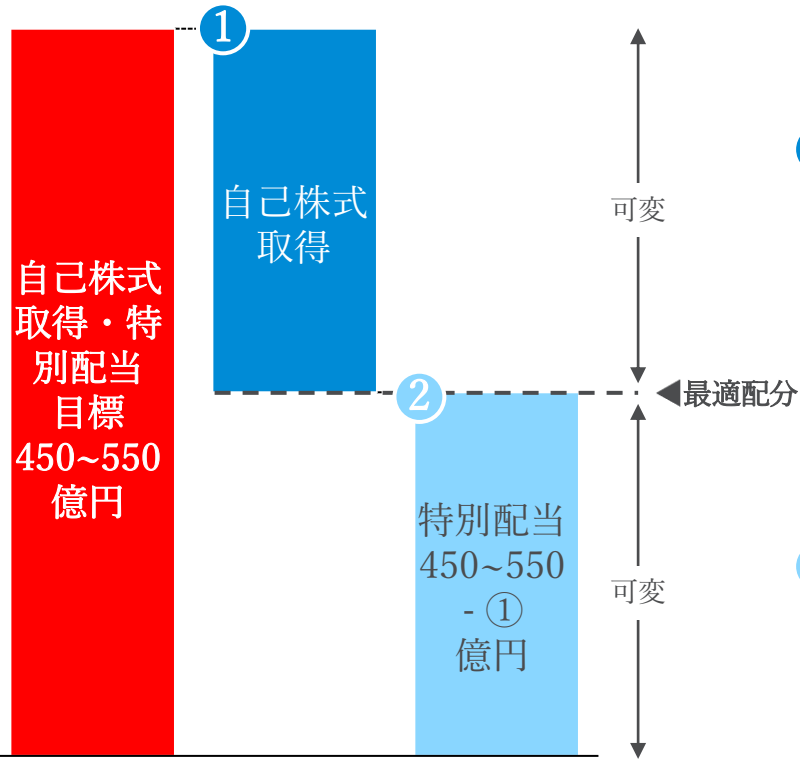 1
自己株式
取得
可変
自己株式
取得・特
別配当
目標
450~550
億円
2
最適配分
特別配当
450~550
- ①
億円
可変